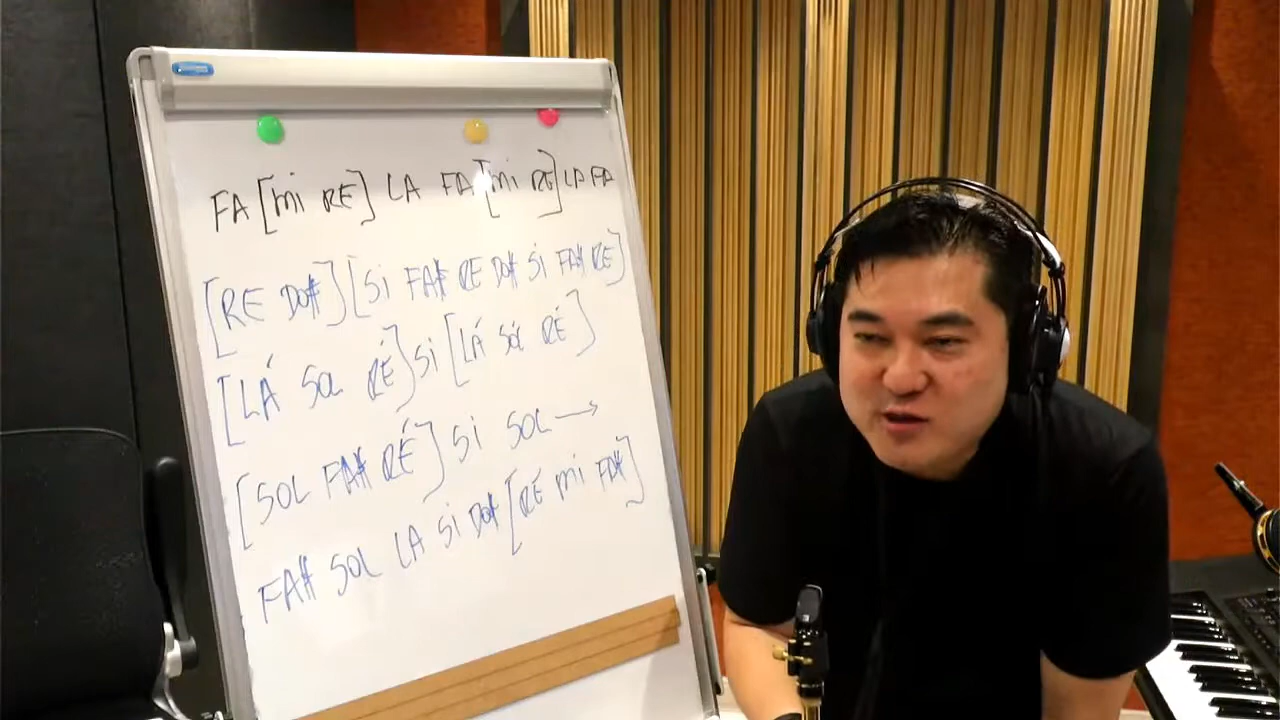 FA [Mi RE] LA FA [Mi RE] LA FA
[RE DO#] [Si FA# RE DO# Si FA# RE]
[LÁ SOL RÉ] Si [LÁ SOL RÉ]
[SOL FA# RÉ] Si SOL →
FA# SOL LA Si DO# [RÉ Mi FA#]